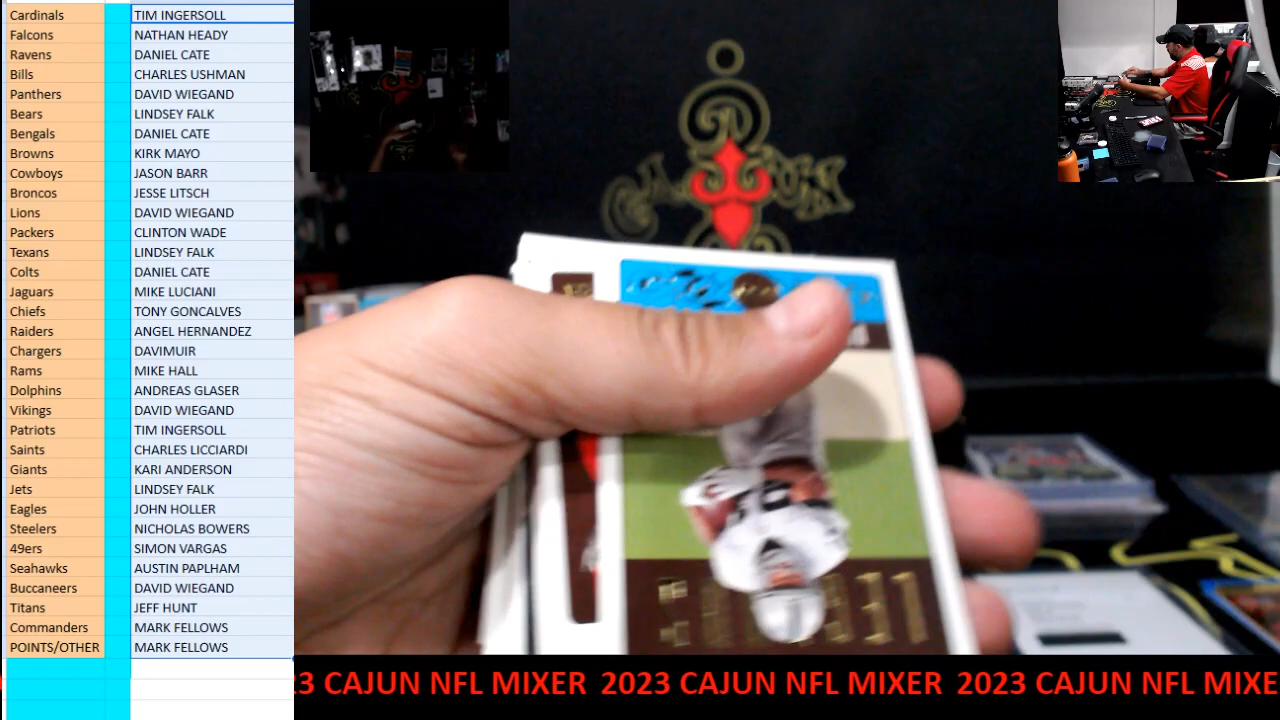 Cardinals TIM INGERSOLL
Falcons NATHAN HEADY
Ravens DANIEL CATE
Bills CHARLES USHMAN
Panthers DAVID WIEGAND
Bears LINDSEY FALK
Bengals DANIEL CATE
Browns KIRK MAYO
Cowboys JASON BARR
Broncos JESSE LITSCH
Lions DAVID WIEGAND
Packers CLINTON WADE
Texans LINDSEY FALK
Colts DANIEL CATE
Jaguars MIKE LUCIANI
Chiefs TONY GONCALVES
Raiders ANGEL HERNANDEZ
Chargers DAVIMUIR
Rams MIKE HALL
Dolphins ANDREAS GLASER
Vikings DAVID WIEGAND
Patriots TIM INGERSOLL
Saints CHARLES LICCIARDI
Giants KARI ANDERSON
Jets LINDSEY FALK
Eagles JOHN HOLLER
Steelers NICHOLAS BOWERS
49ers SIMON VARGAS
Seahawks AUSTIN PAPLHAM
Buccaneers DAVID WIEGAND
Titans JEFF HUNT
Commanders MARK FELLOWS
POINTS/OTHER MARK FELLOWS
23 CAJUN NFL MIXER 2023 CAJUN NFL MIXER 2023 CAJUN NFL MIXE